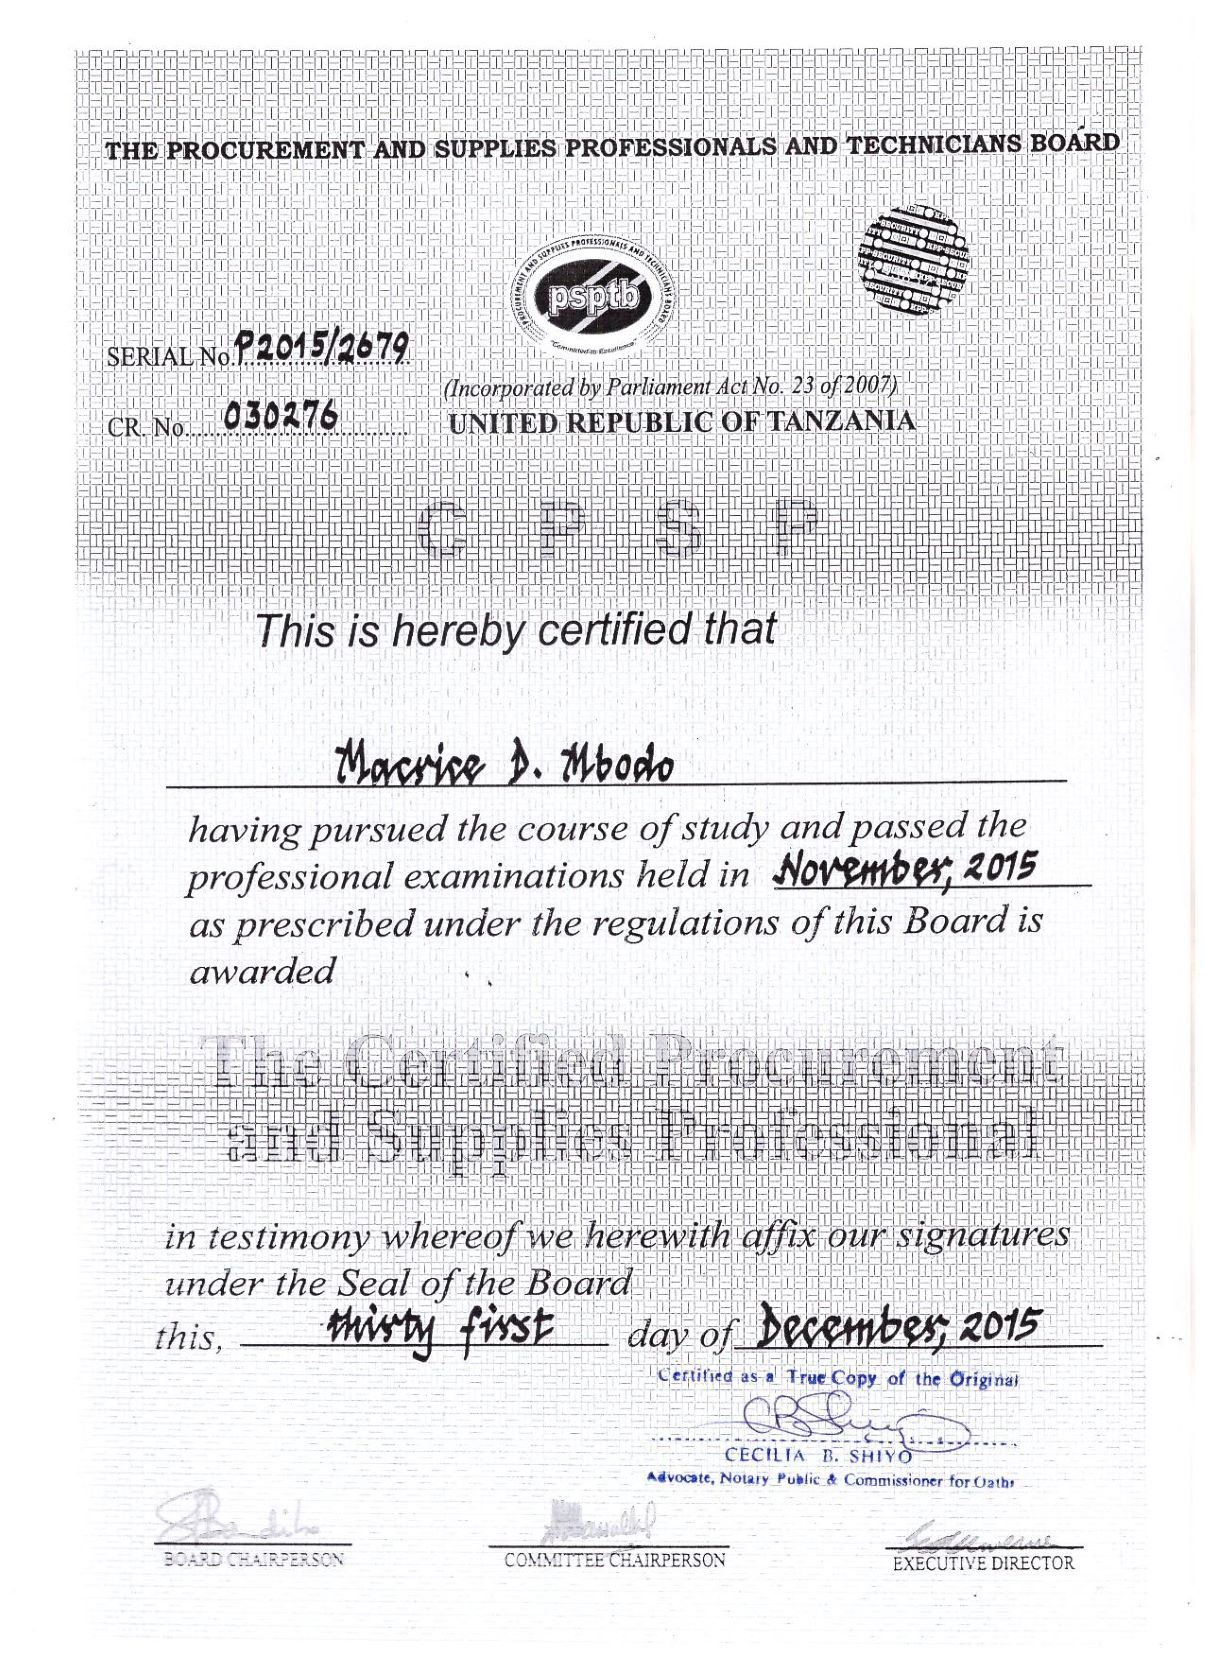 THE PROCUREMENT AND SUPPLIES PROFESSIONALS AND TECHNICIANS BOARD
PROCUREMENT AND SUPPLIES PROFESSIONALS AND TECHNICIANS BOARD
psptb
"Committed to Excellence"
SERIAL No. P2015/2679
(Incorporated by Parliament Act No. 23 of 2007)
CR. No. 030276
UNITED REPUBLIC OF TANZANIA
C P S P
This is hereby certified that
Macrice D. Mbodo
having pursued the course of study and passed the
professional examinations held in November, 2015
as prescribed under the regulations of this Board is
awarded
The Certified Procurement
and Supplies Professional
in testimony whereof we herewith affix our signatures
under the Seal of the Board
this, thirty first day of December, 2015
Certified as a True Copy of the Original
CECILIA B. SHIYO
Advocate, Notary Public & Commissioner for Oaths
BOARD CHAIRPERSON
COMMITTEE CHAIRPERSON
EXECUTIVE DIRECTOR